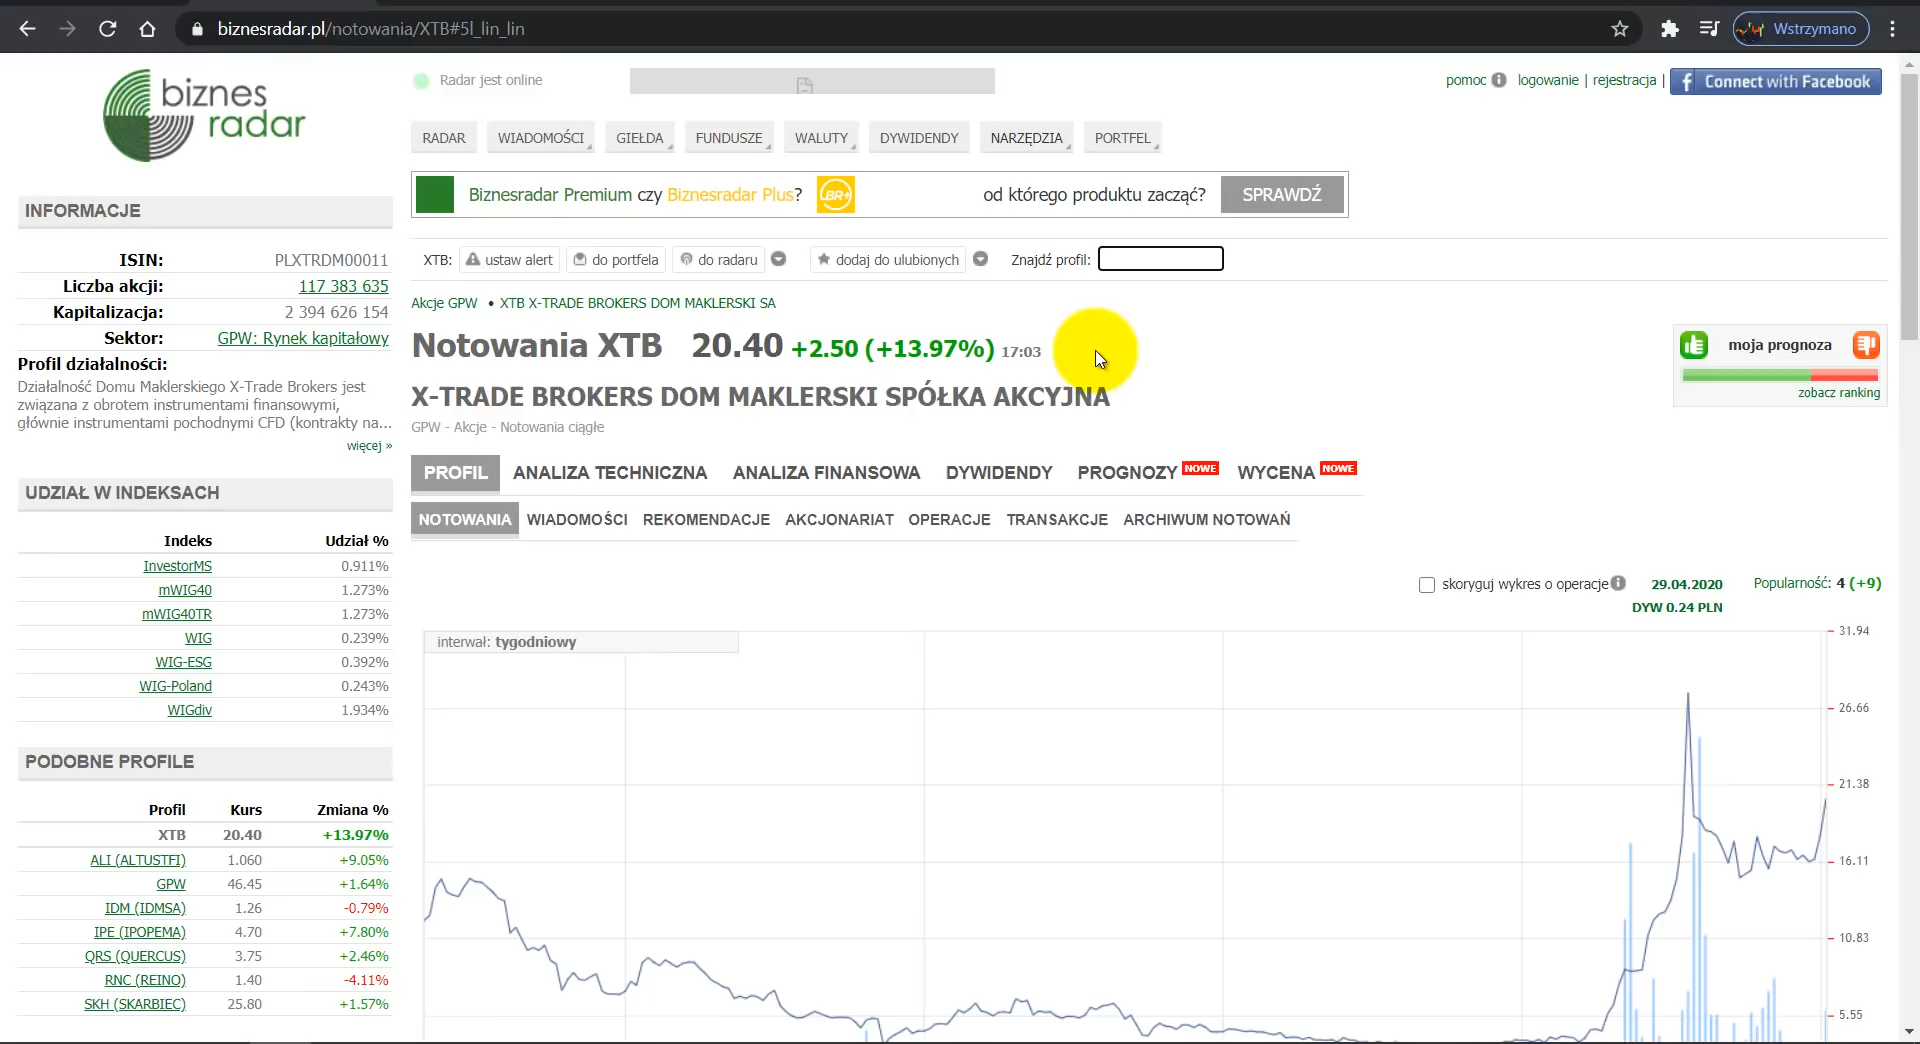 biznesradar.pl/notowania/XTB#5l_lin_lin
Wstrzymano
biznes
radar
Radar jest online
pomoc
logowanie | rejestracja |
Connect with Facebook
RADAR
WIADOMOŚCI
GIEŁDA
FUNDUSZE
WALUTY
DYWIDENDY
NARZĘDZIA
PORTFEL
Biznesradar Premium czy Biznesradar Plus?
BR+
od którego produktu zacząć?
SPRAWDŹ
XTB:
ustaw alert
do portfela
do radaru
dodaj do ulubionych
Znajdź profil:
Akcje GPW • XTB X-TRADE BROKERS DOM MAKLERSKI SA
Notowania XTB 20.40 +2.50 (+13.97%) 17:03
X-TRADE BROKERS DOM MAKLERSKI SPÓŁKA AKCYJNA
GPW - Akcje - Notowania ciągłe
moja prognoza
zobacz ranking
PROFIL
ANALIZA TECHNICZNA
ANALIZA FINANSOWA
DYWIDENDY
PROGNOZY NOWE
WYCENA NOWE
NOTOWANIA
WIADOMOŚCI
REKOMENDACJE
AKCJONARIAT
OPERACJE
TRANSAKCJE
ARCHIWUM NOTOWAŃ
INFORMACJE
ISIN: PLXTRDM00011
Liczba akcji: 117 383 635
Kapitalizacja: 2 394 626 154
Sektor: GPW: Rynek kapitałowy
Profil działalności:
Działalność Domu Maklerskiego X-Trade Brokers jest
związana z obrotem instrumentami finansowymi,
głównie instrumentami pochodnymi CFD (kontrakty na...
więcej »
UDZIAŁ W INDEKSACH
Indeks Udział %
InvestorMS 0.911%
mWIG40 1.273%
mWIG40TR 1.273%
WIG 0.239%
WIG-ESG 0.392%
WIG-Poland 0.243%
WIGdiv 1.934%
PODOBNE PROFILE
Profil Kurs Zmiana %
XTB 20.40 +13.97%
ALI (ALTUSTFI) 1.060 +9.05%
GPW 46.45 +1.64%
IDM (IDMSA) 1.26 -0.79%
IPE (IPOPEMA) 4.70 +7.80%
QRS (QUERCUS) 3.75 +2.46%
RNC (REINO) 1.40 -4.11%
SKH (SKARBIEC) 25.80 +1.57%
skoryguj wykres o operacje
29.04.2020
DYW 0.24 PLN
Popularność: 4 (+9)
interwał: tygodniowy
31.94
26.66
21.38
16.11
10.83
5.55